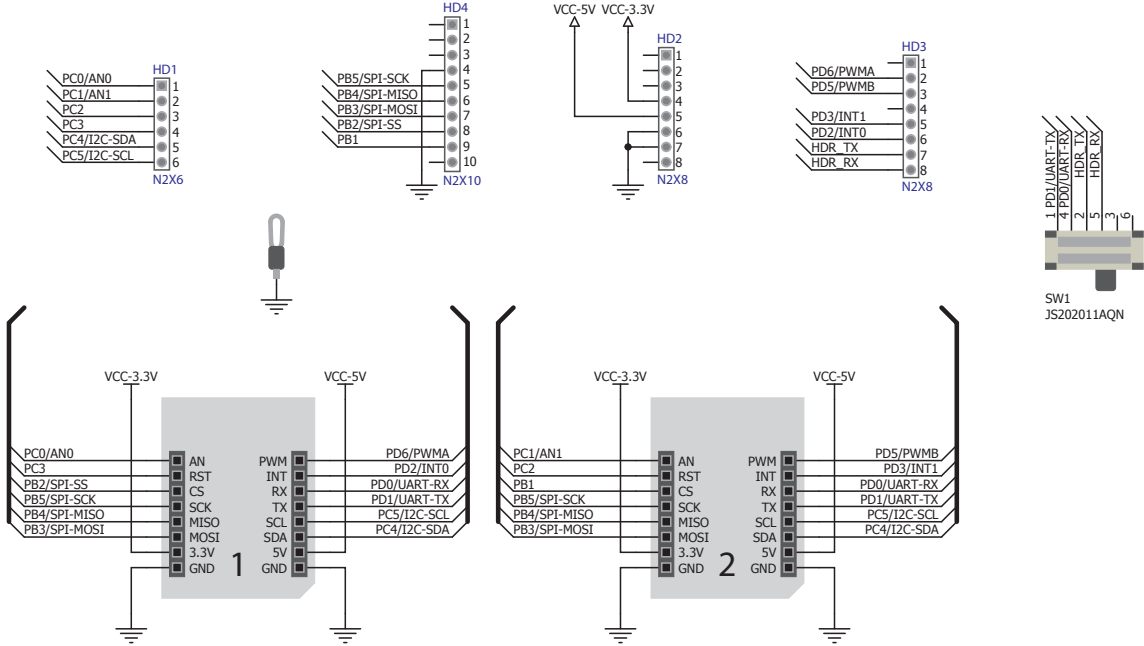 HD1
PC0/AN0 1
PC1/AN1 2
PC2 3
PC3 4
PC4/I2C-SDA 5
PC5/I2C-SCL 6
N2X6
HD4
1
2
3
4
PB5/SPI-SCK 5
PB4/SPI-MISO 6
PB3/SPI-MOSI 7
PB2/SPI-SS 8
PB1 9
10
N2X10
VCC-5V VCC-3.3V
HD2
1
2
3
4
5
6
7
8
N2X8
HD3
1
PD6/PWMA 2
PD5/PWMB 3
4
PD3/INT1 5
PD2/INT0 6
HDR_TX 7
HDR_RX 8
N2X8
1 PD1/UART-TX
4 PD0/UART-RX
2 HDR_TX
5 HDR_RX
3
6
SW1
JS202011AQN
VCC-3.3V VCC-5V
PC0/AN0 AN PWM PD6/PWMA
PC3 RST INT PD2/INT0
PB2/SPI-SS CS RX PD0/UART-RX
PB5/SPI-SCK SCK TX PD1/UART-TX
PB4/SPI-MISO MISO SCL PC5/I2C-SCL
PB3/SPI-MOSI MOSI SDA PC4/I2C-SDA
3.3V 5V
GND 1 GND
VCC-3.3V VCC-5V
PC1/AN1 AN PWM PD5/PWMB
PC2 RST INT PD3/INT1
PB1 CS RX PD0/UART-RX
PB5/SPI-SCK SCK TX PD1/UART-TX
PB4/SPI-MISO MISO SCL PC5/I2C-SCL
PB3/SPI-MOSI MOSI SDA PC4/I2C-SDA
3.3V 5V
GND 2 GND